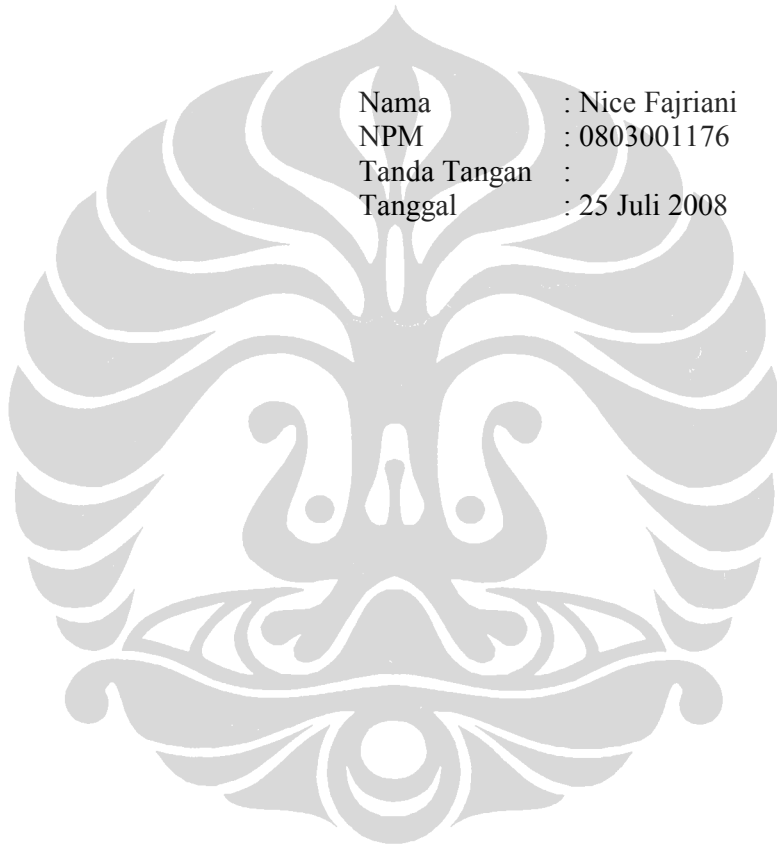 Nama : Nice Fajriani
NPM : 0803001176
Tanda Tangan :
Tanggal : 25 Juli 2008